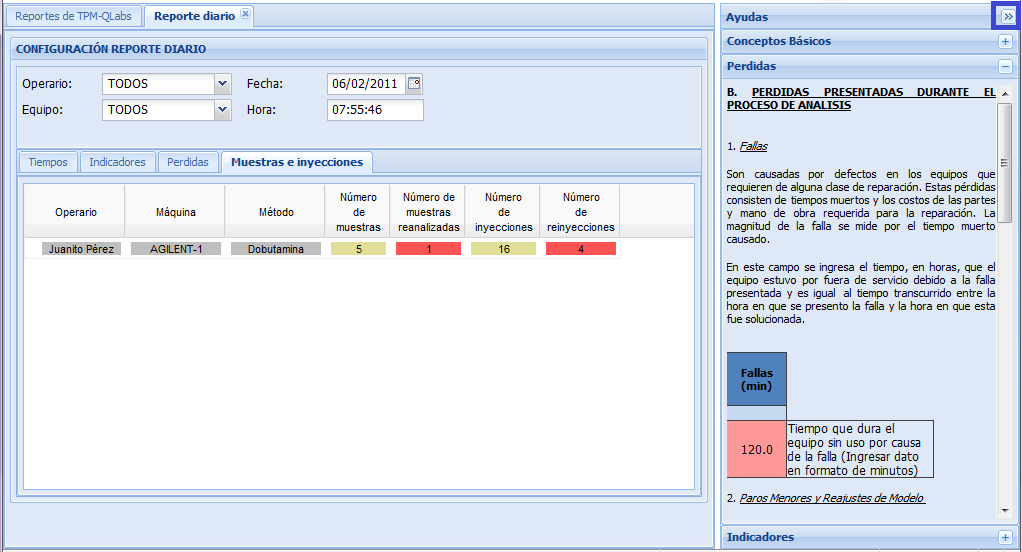 Reportes de TPM-QLabs
Reporte diario
CONFIGURACIÓN REPORTE DIARIO
Operario: TODOS Fecha: 06/02/2011
Equipo: TODOS Hora: 07:55:46
Tiempos Indicadores Perdidas Muestras e inyecciones
Operario
Máquina
Método
Número
de
muestras
Número de
muestras
reanalizadas
Número
de
inyecciones
Número
de
reinyecciones
Juanito Pérez AGILENT-1 Dobutamina 5 1 16 4
Ayudas
Conceptos Básicos
Perdidas
B. PERDIDAS PRESENTADAS DURANTE EL
PROCESO DE ANALISIS
1. Fallas
Son causadas por defectos en los equipos que
requieren de alguna clase de reparación. Estas pérdidas
consisten de tiempos muertos y los costos de las partes
y mano de obra requerida para la reparación. La
magnitud de la falla se mide por el tiempo muerto
causado.
En este campo se ingresa el tiempo, en horas, que el
equipo estuvo por fuera de servicio debido a la falla
presentada y es igual al tiempo transcurrido entre la
hora en que se presento la falla y la hora en que esta
fue solucionada.
Fallas
(min)
120.0
Tiempo que dura el
equipo sin uso por causa
de la falla (Ingresar dato
en formato de minutos)
2. Paros Menores y Reajustes de Modelo
Indicadores